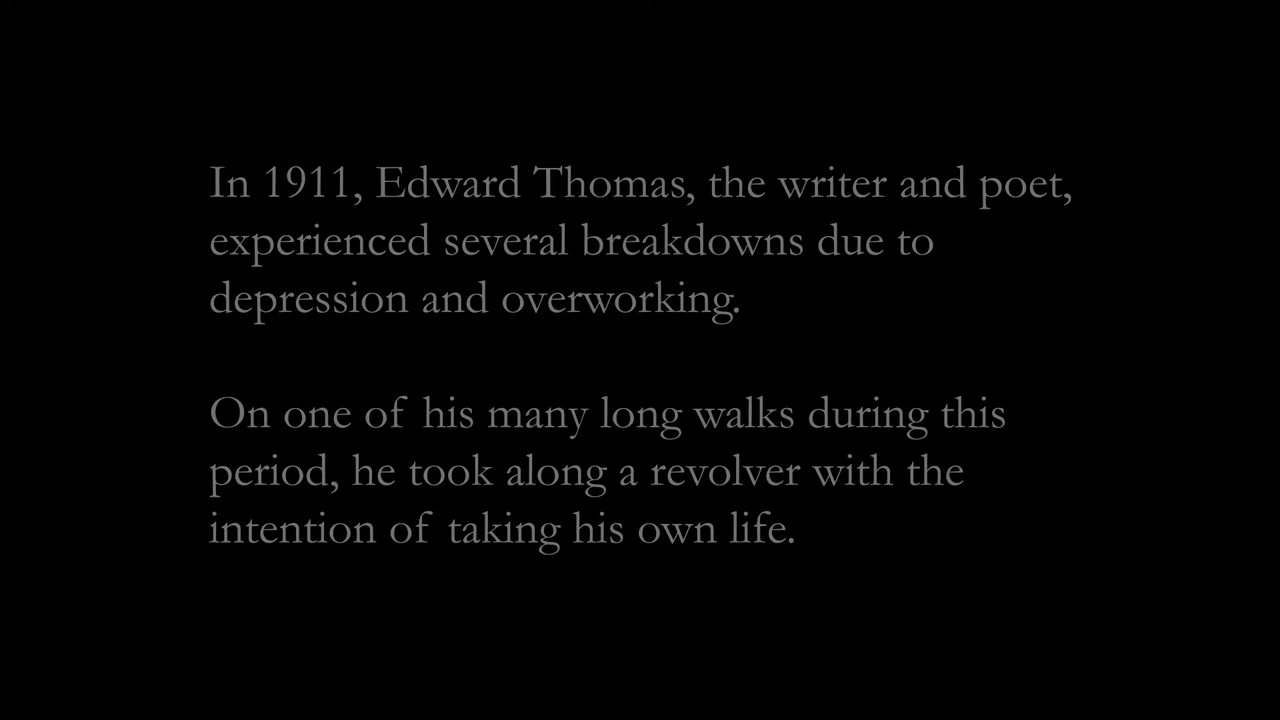 In 1911, Edward Thomas, the writer and poet,
experienced several breakdowns due to
depression and overworking.
On one of his many long walks during this
period, he took along a revolver with the
intention of taking his own life.